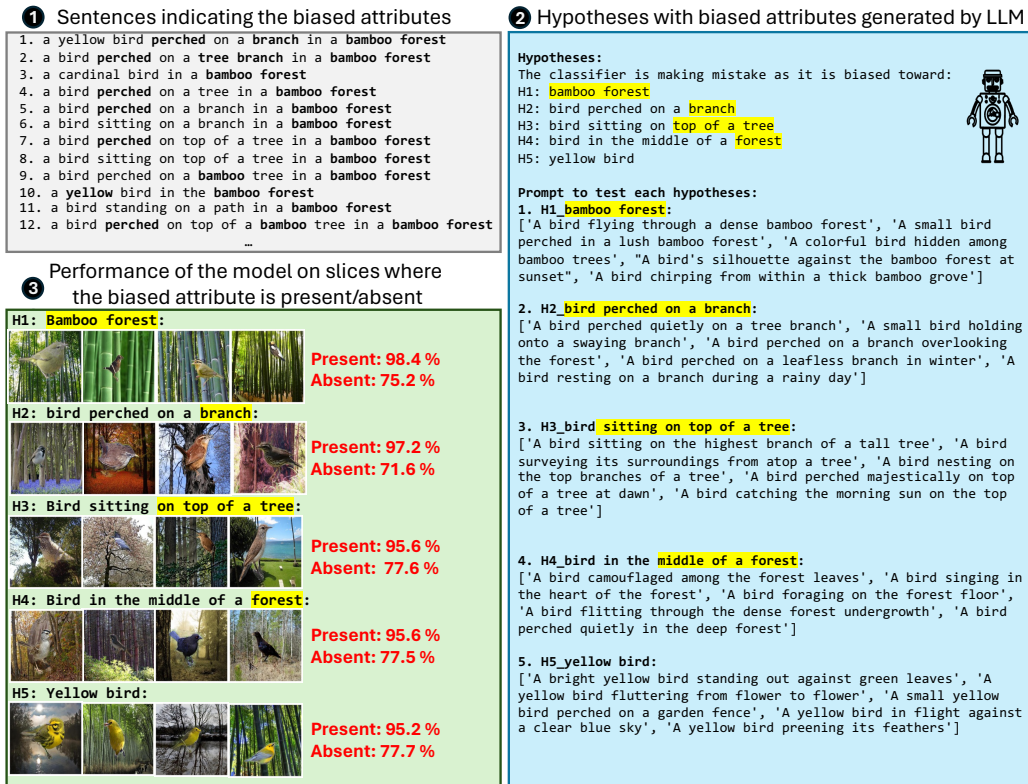 1 Sentences indicating the biased attributes
1. a yellow bird perched on a branch in a bamboo forest
2. a bird perched on a tree branch in a bamboo forest
3. a cardinal bird in a bamboo forest
4. a bird perched on a tree in a bamboo forest
5. a bird perched on a branch in a bamboo forest
6. a bird sitting on a branch in a bamboo forest
7. a bird perched on top of a tree in a bamboo forest
8. a bird sitting on top of a tree in a bamboo forest
9. a bird perched on a bamboo tree in a bamboo forest
10. a yellow bird in the bamboo forest
11. a bird standing on a path in a bamboo forest
12. a bird perched on top of a bamboo tree in a bamboo forest
…
2 Hypotheses with biased attributes generated by LLM
Hypotheses:
The classifier is making mistake as it is biased toward:
H1: bamboo forest
H2: bird perched on a branch
H3: bird sitting on top of a tree
H4: bird in the middle of a forest
H5: yellow bird
Prompt to test each hypotheses:
1. H1_bamboo forest:
['A bird flying through a dense bamboo forest', 'A small bird
perched in a lush bamboo forest', 'A colorful bird hidden among
bamboo trees', "A bird's silhouette against the bamboo forest at
sunset", 'A bird chirping from within a thick bamboo grove']
2. H2_bird perched on a branch:
['A bird perched quietly on a tree branch', 'A small bird holding
onto a swaying branch', 'A bird perched on a branch overlooking
the forest', 'A bird perched on a leafless branch in winter', 'A
bird resting on a branch during a rainy day']
3. H3_bird sitting on top of a tree:
['A bird sitting on the highest branch of a tall tree', 'A bird
surveying its surroundings from atop a tree', 'A bird nesting on
the top branches of a tree', 'A bird perched majestically on top
of a tree at dawn', 'A bird catching the morning sun on the top
of a tree']
4. H4_bird in the middle of a forest:
['A bird camouflaged among the forest leaves', 'A bird singing in
the heart of the forest', 'A bird foraging on the forest floor',
'A bird flitting through the dense forest undergrowth', 'A bird
perched quietly in the deep forest']
5. H5_yellow bird:
['A bright yellow bird standing out against green leaves', 'A
yellow bird fluttering from flower to flower', 'A small yellow
bird perched on a garden fence', 'A yellow bird in flight against
a clear blue sky', 'A yellow bird preening its feathers']
3 Performance of the model on slices where
the biased attribute is present/absent
H1: Bamboo forest:
Present: 98.4 %
Absent: 75.2 %
H2: bird perched on a branch:
Present: 97.2 %
Absent: 71.6 %
H3: Bird sitting on top of a tree:
Present: 95.6 %
Absent: 77.6 %
H4: Bird in the middle of a forest:
Present: 95.6 %
Absent: 77.5 %
H5: Yellow bird:
Present: 95.2 %
Absent: 77.7 %